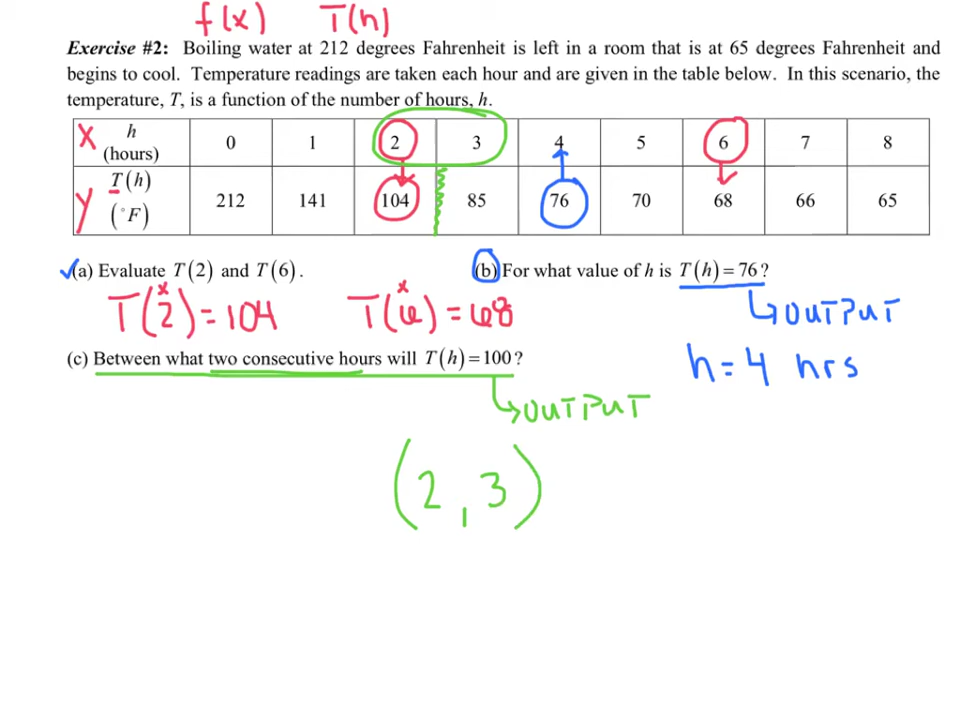 f(x) T(h)
Exercise #2: Boiling water at 212 degrees Fahrenheit is left in a room that is at 65 degrees Fahrenheit and
begins to cool. Temperature readings are taken each hour and are given in the table below. In this scenario, the
temperature, T, is a function of the number of hours, h.
X h (hours) 0 1 2 3 4 5 6 7 8
y T(h) (°F) 212 141 104 85 76 70 68 66 65
(a) Evaluate T(2) and T(6). (b) For what value of h is T(h)=76?
x x
T(2)=104 T(6)=68 OUTPUT
(c) Between what two consecutive hours will T(h)=100? h=4 hrs
OUTPUT
(2,3)